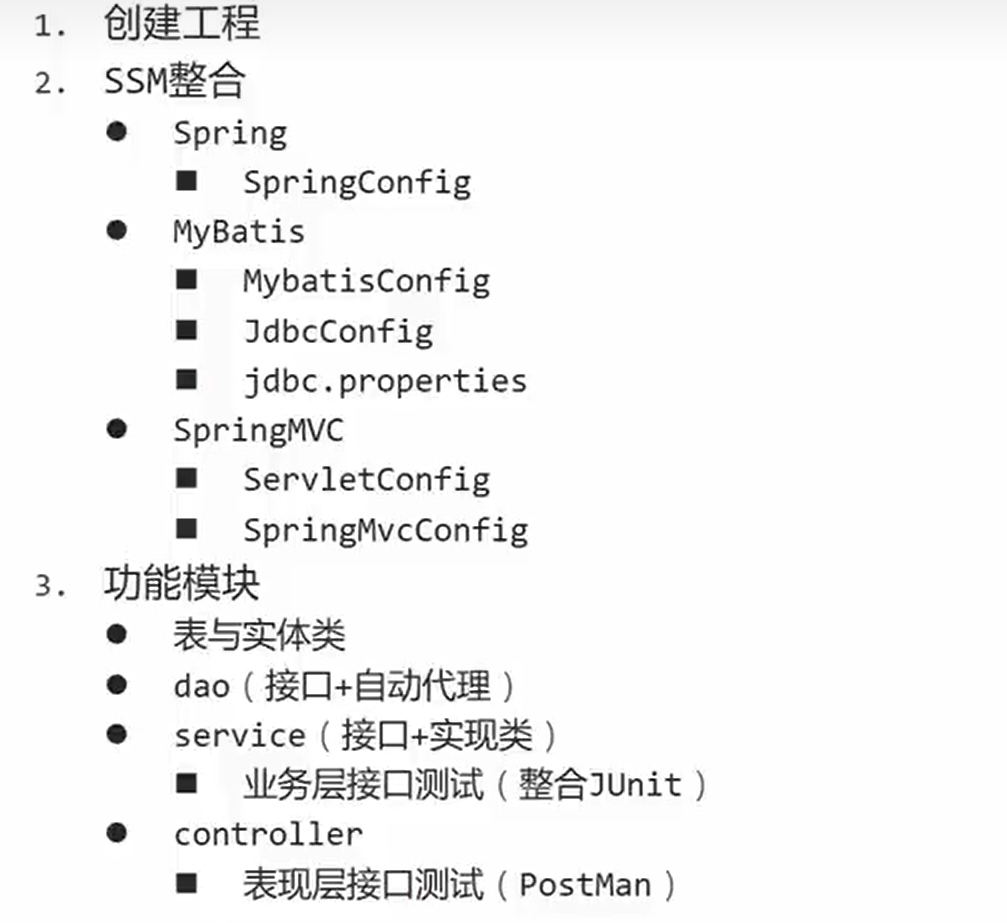 1. 创建工程
2. SSM整合
● Spring
■ SpringConfig
● MyBatis
■ MybatisConfig
■ JdbcConfig
■ jdbc.properties
● SpringMVC
■ ServletConfig
■ SpringMvcConfig
3. 功能模块
● 表与实体类
● dao（接口+自动代理）
● service（接口+实现类）
■ 业务层接口测试（整合JUnit）
● controller
■ 表现层接口测试（PostMan）